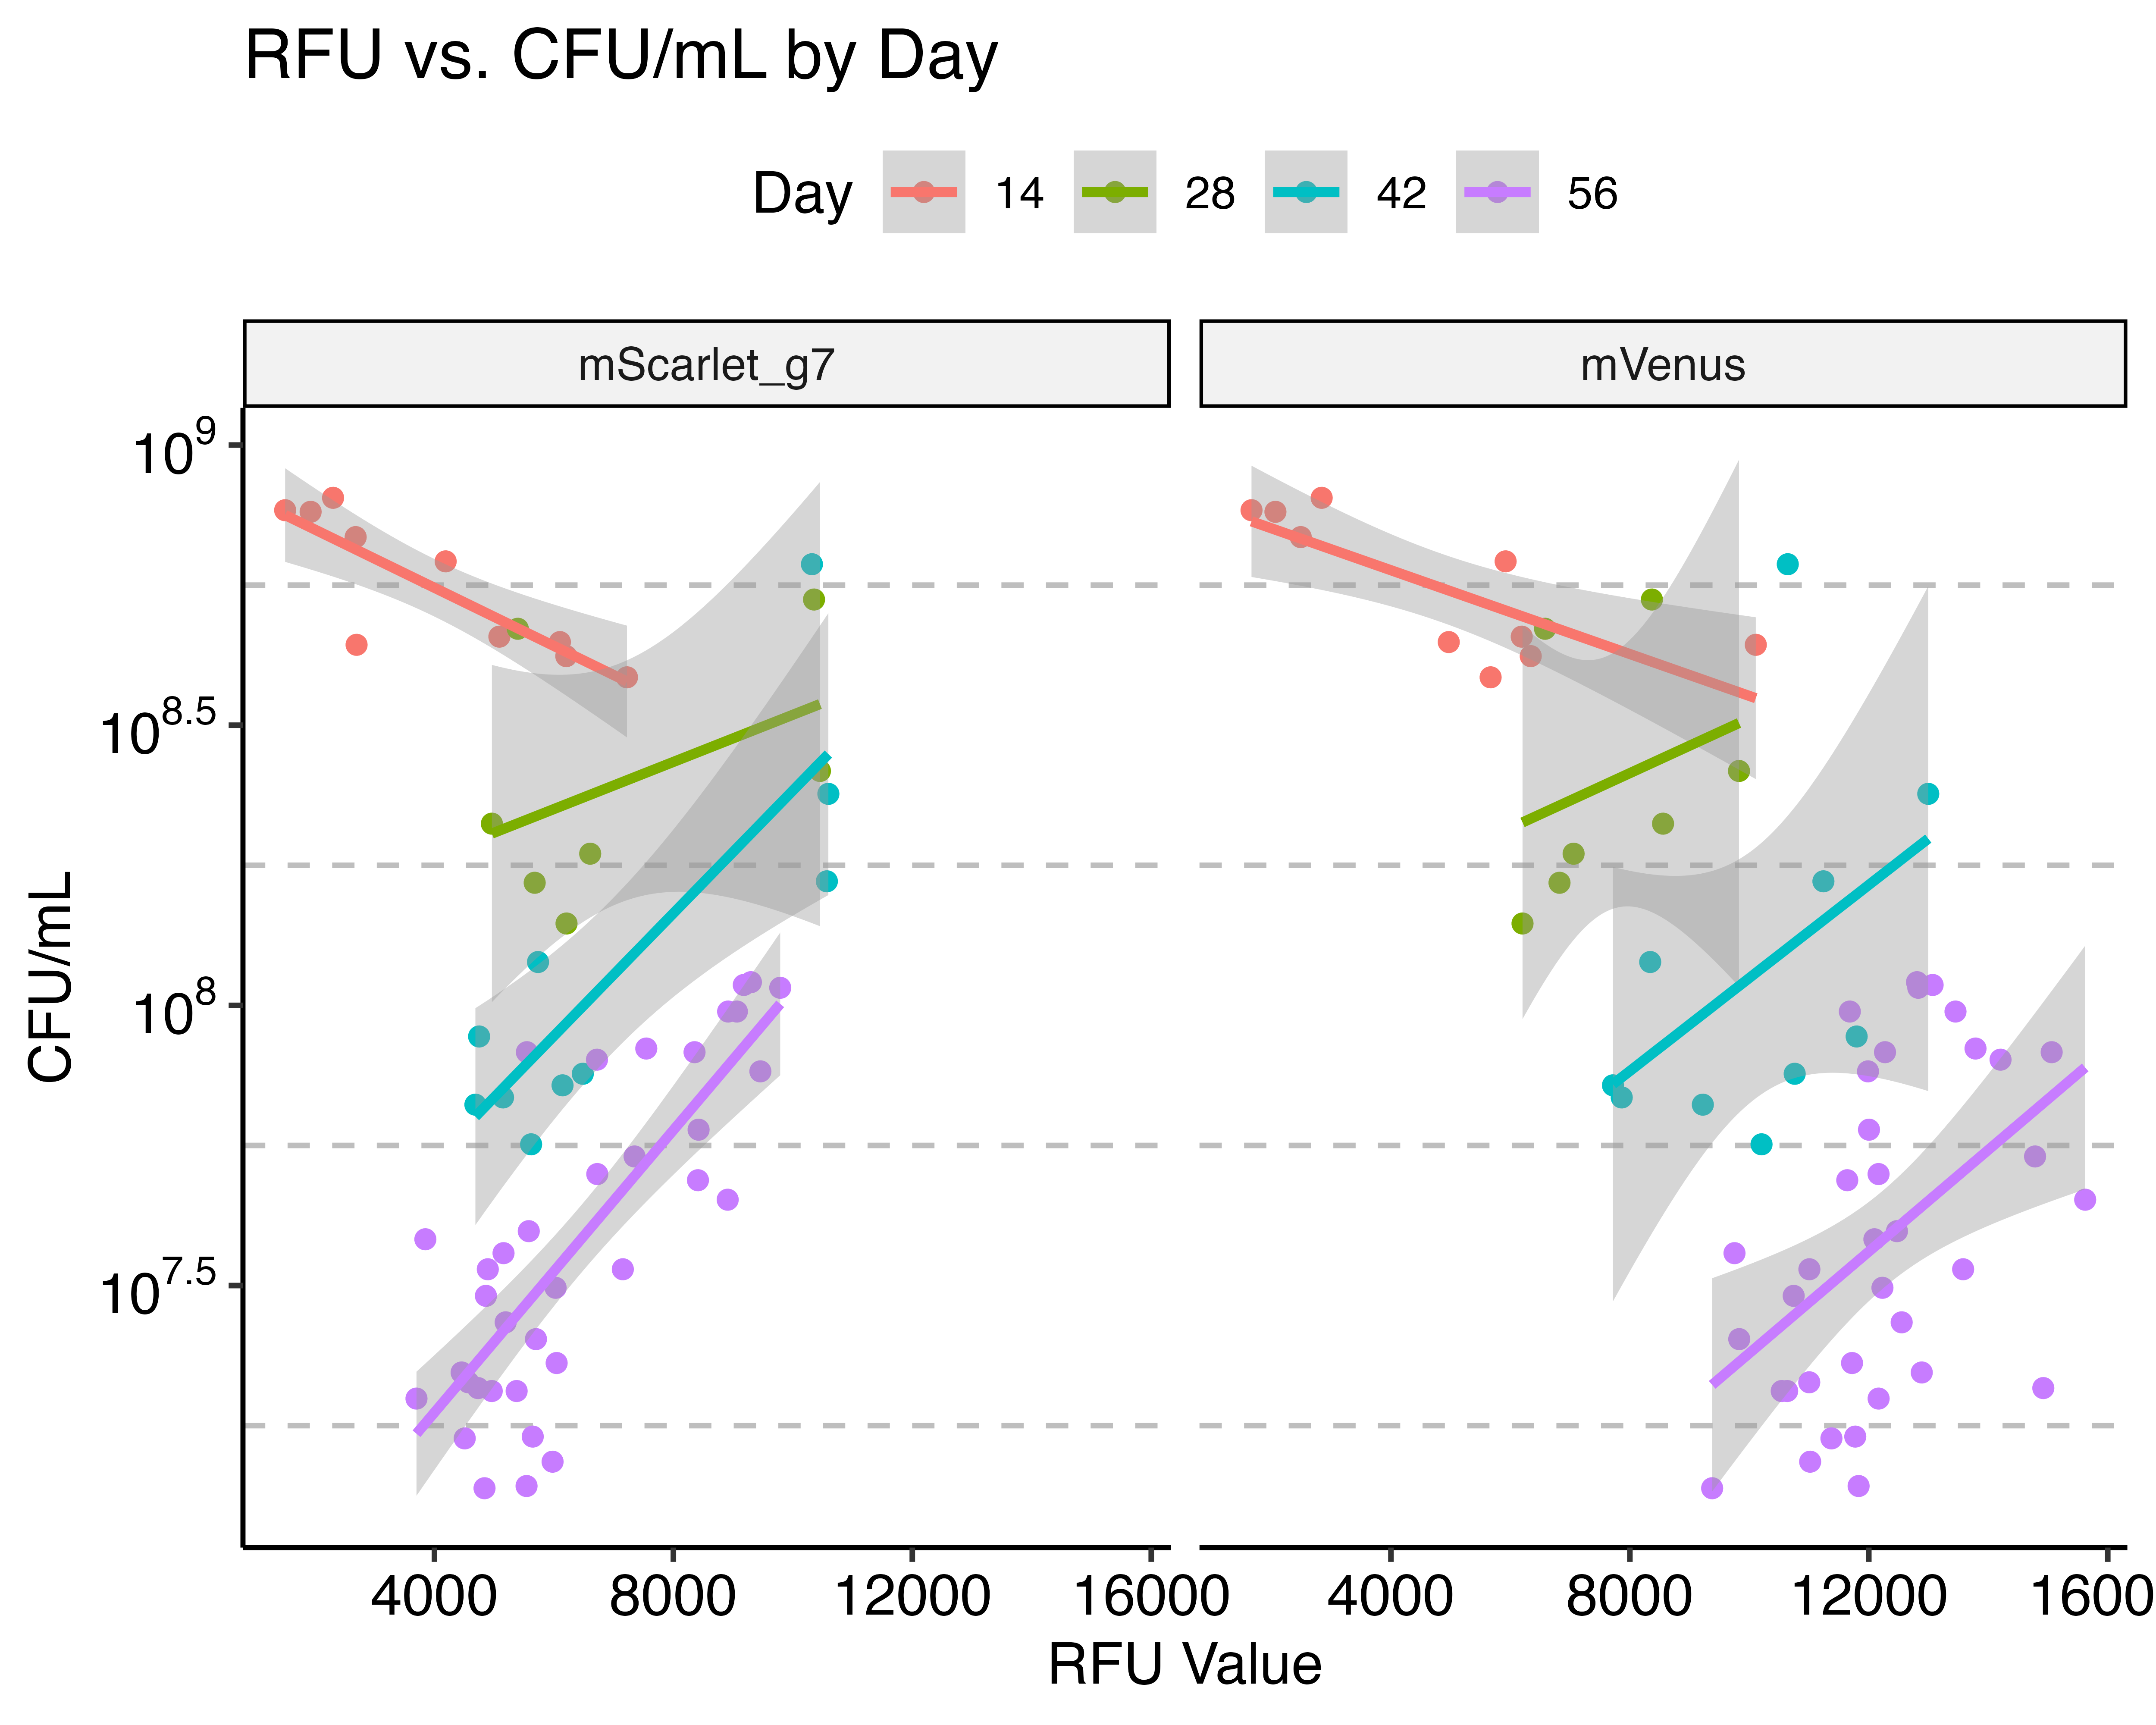 RFU vs. CFU/mL by Day
Day 14 28 42 56
mScarlet_g7 mVenus
10^9
10^8.5
10^8
10^7.5
CFU/mL
4000 8000 12000 16000 4000 8000 12000 1600
RFU Value